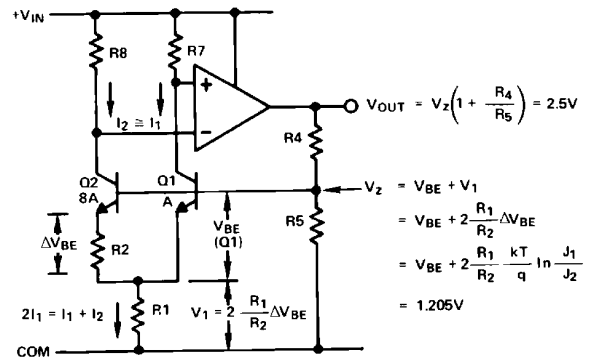 +VIN
R8
R7
I2 ≅ I1
+
−
VOUT = VZ(1 + R4/R5) = 2.5V
R4
Q2
8A
Q1
A
VZ = VBE + V1
= VBE + 2 R1/R2 ΔVBE
= VBE + 2 R1/R2 kT/q ln J1/J2
= 1.205V
ΔVBE
R2
VBE
(Q1)
R5
2I1 = I1 + I2
R1
V1 = 2 R1/R2 ΔVBE
COM